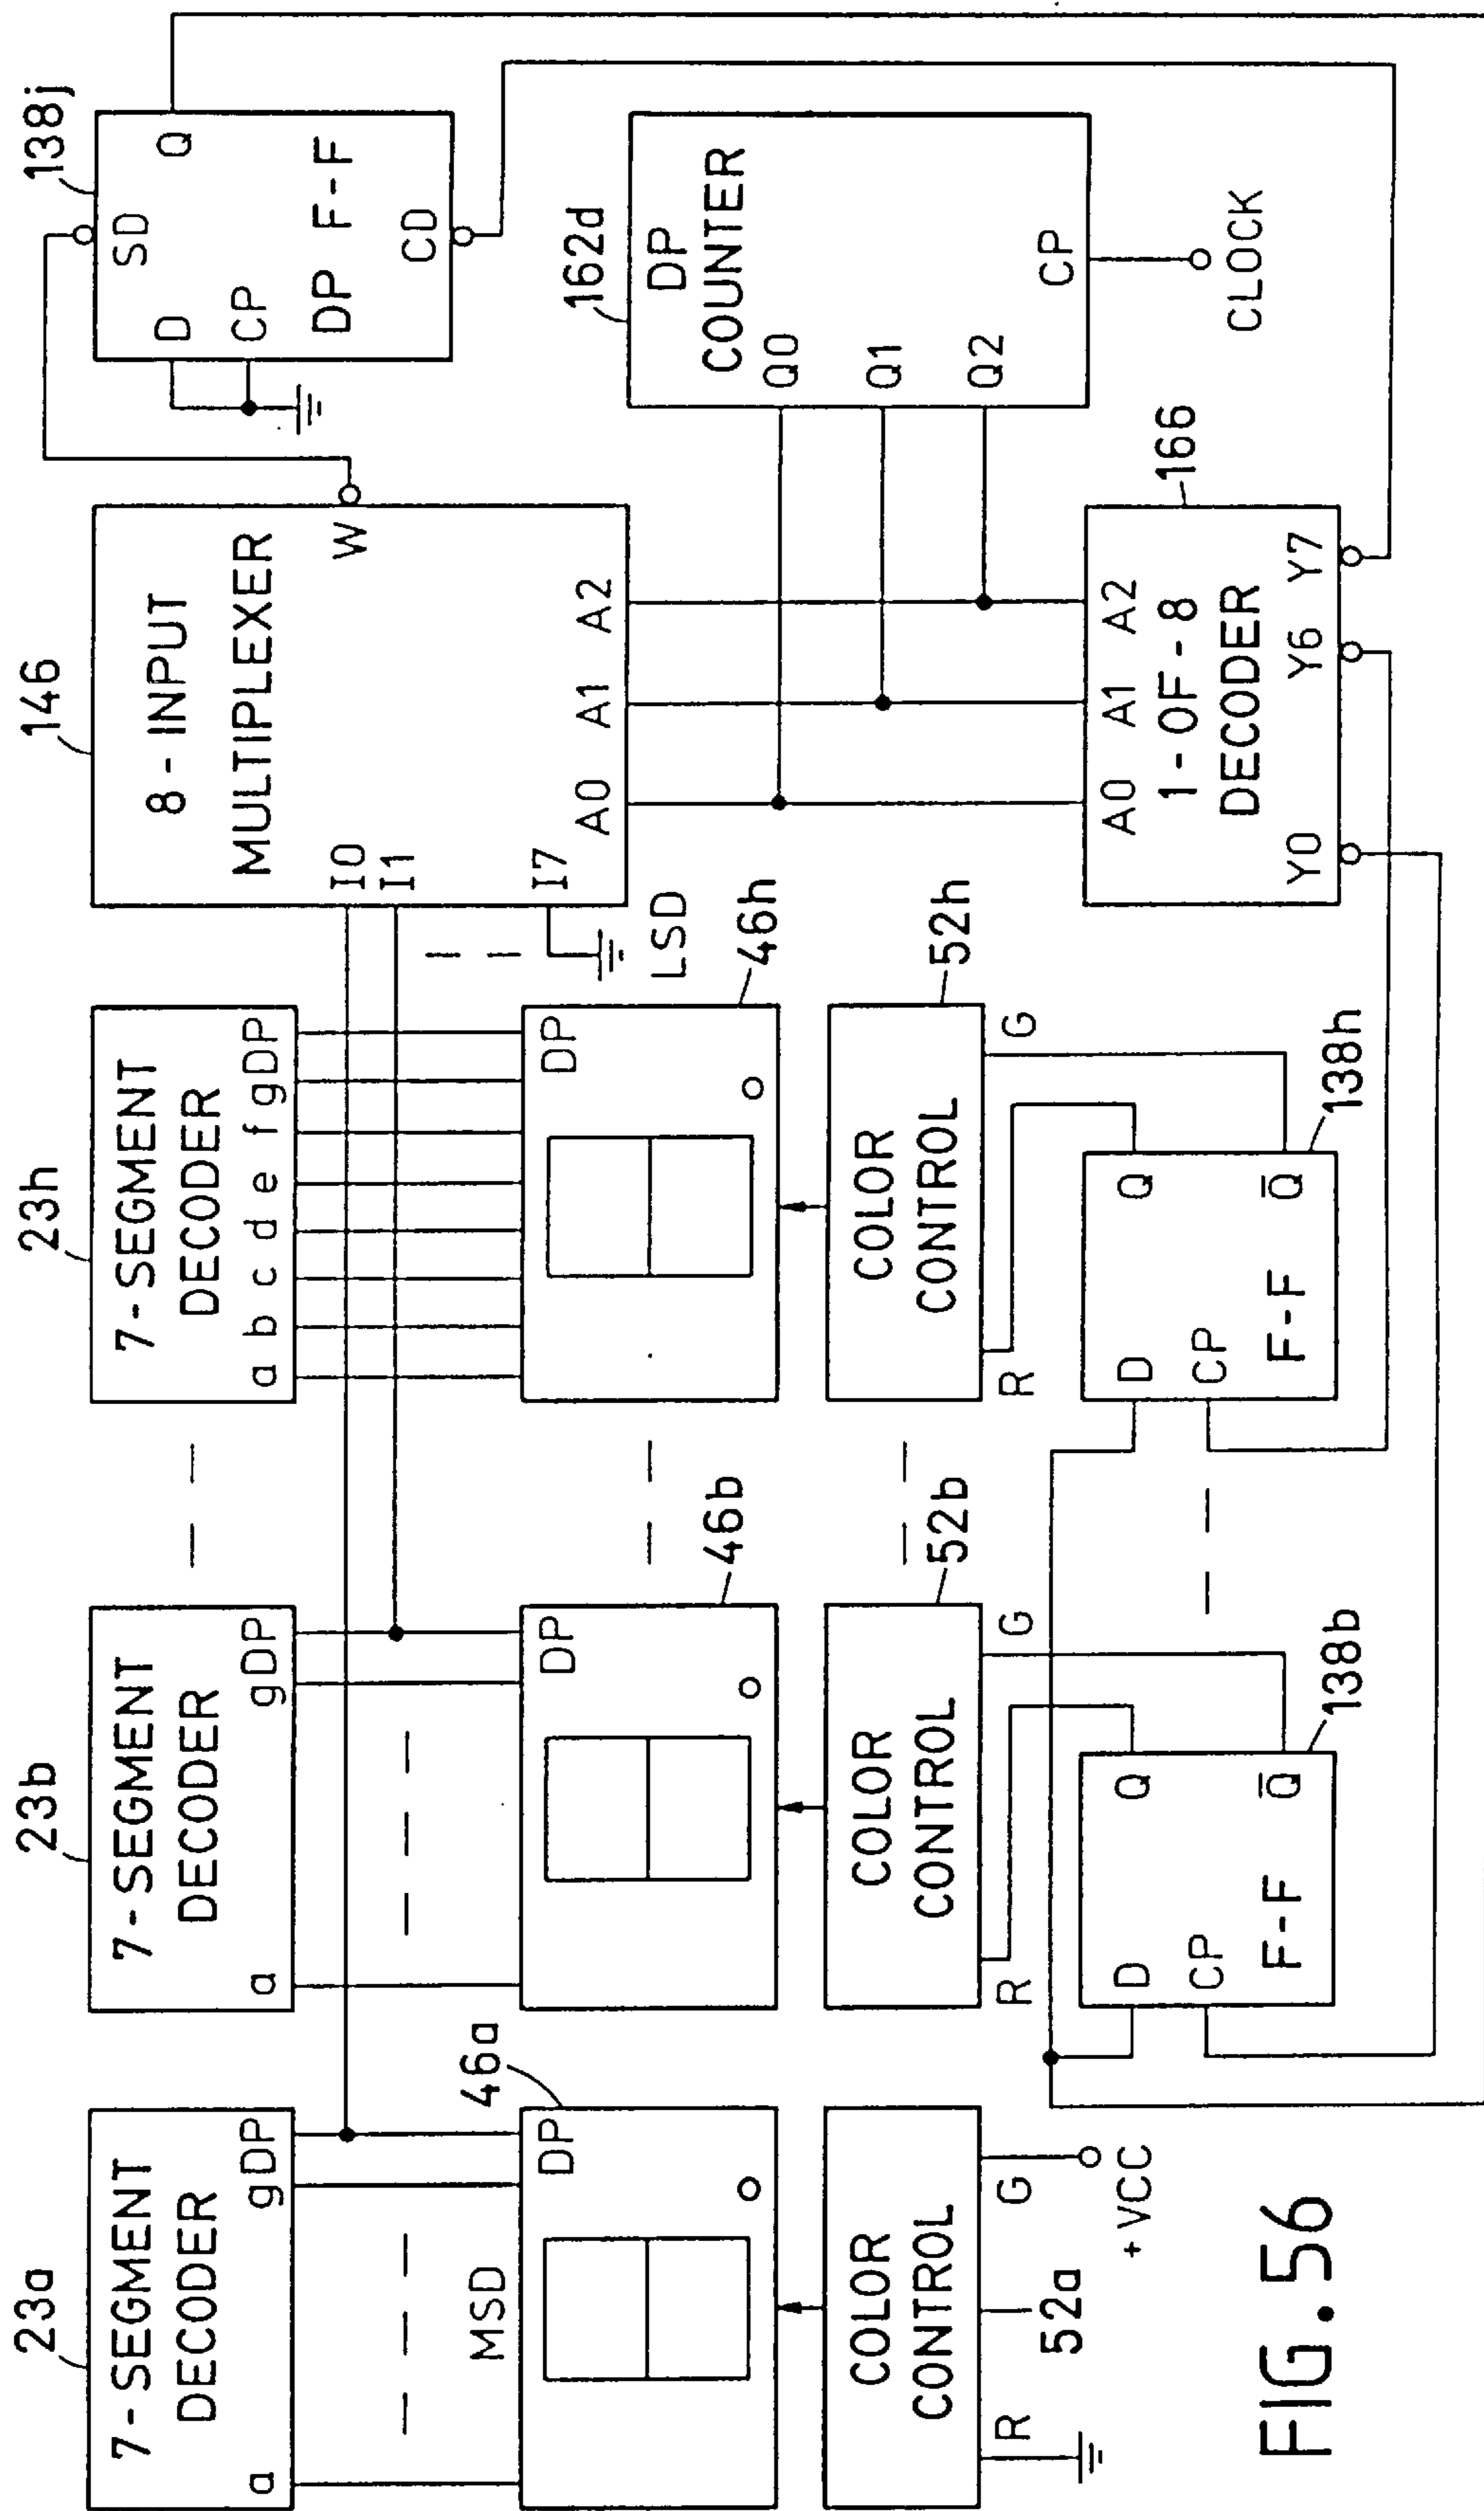 23a
7-SEGMENT
DECODER
a
gDP
23b
7-SEGMENT
DECODER
a
gDP
23h
7-SEGMENT
DECODER
a b c d e f gDP
146
8-INPUT
MULTIPLEXER
I0
I1
I7
W
A0 A1 A2
138j
SD
D
Q
CP
DP F-F
CD
MSD
46a
DP
46b
DP
LSD
46h
DP
162d
DP
COUNTER
Q0
Q1
Q2
CP
CLOCK
COLOR
CONTROL
R
G
52a
+VCC
COLOR
CONTROL
52b
R
G
COLOR
CONTROL
52h
R
G
166
A0 A1 A2
1-OF-8
DECODER
Y0 Y6 Y7
D
Q
CP
F-F
Q̅
138b
D
Q
CP
F-F
Q̅
138h
FIG.56